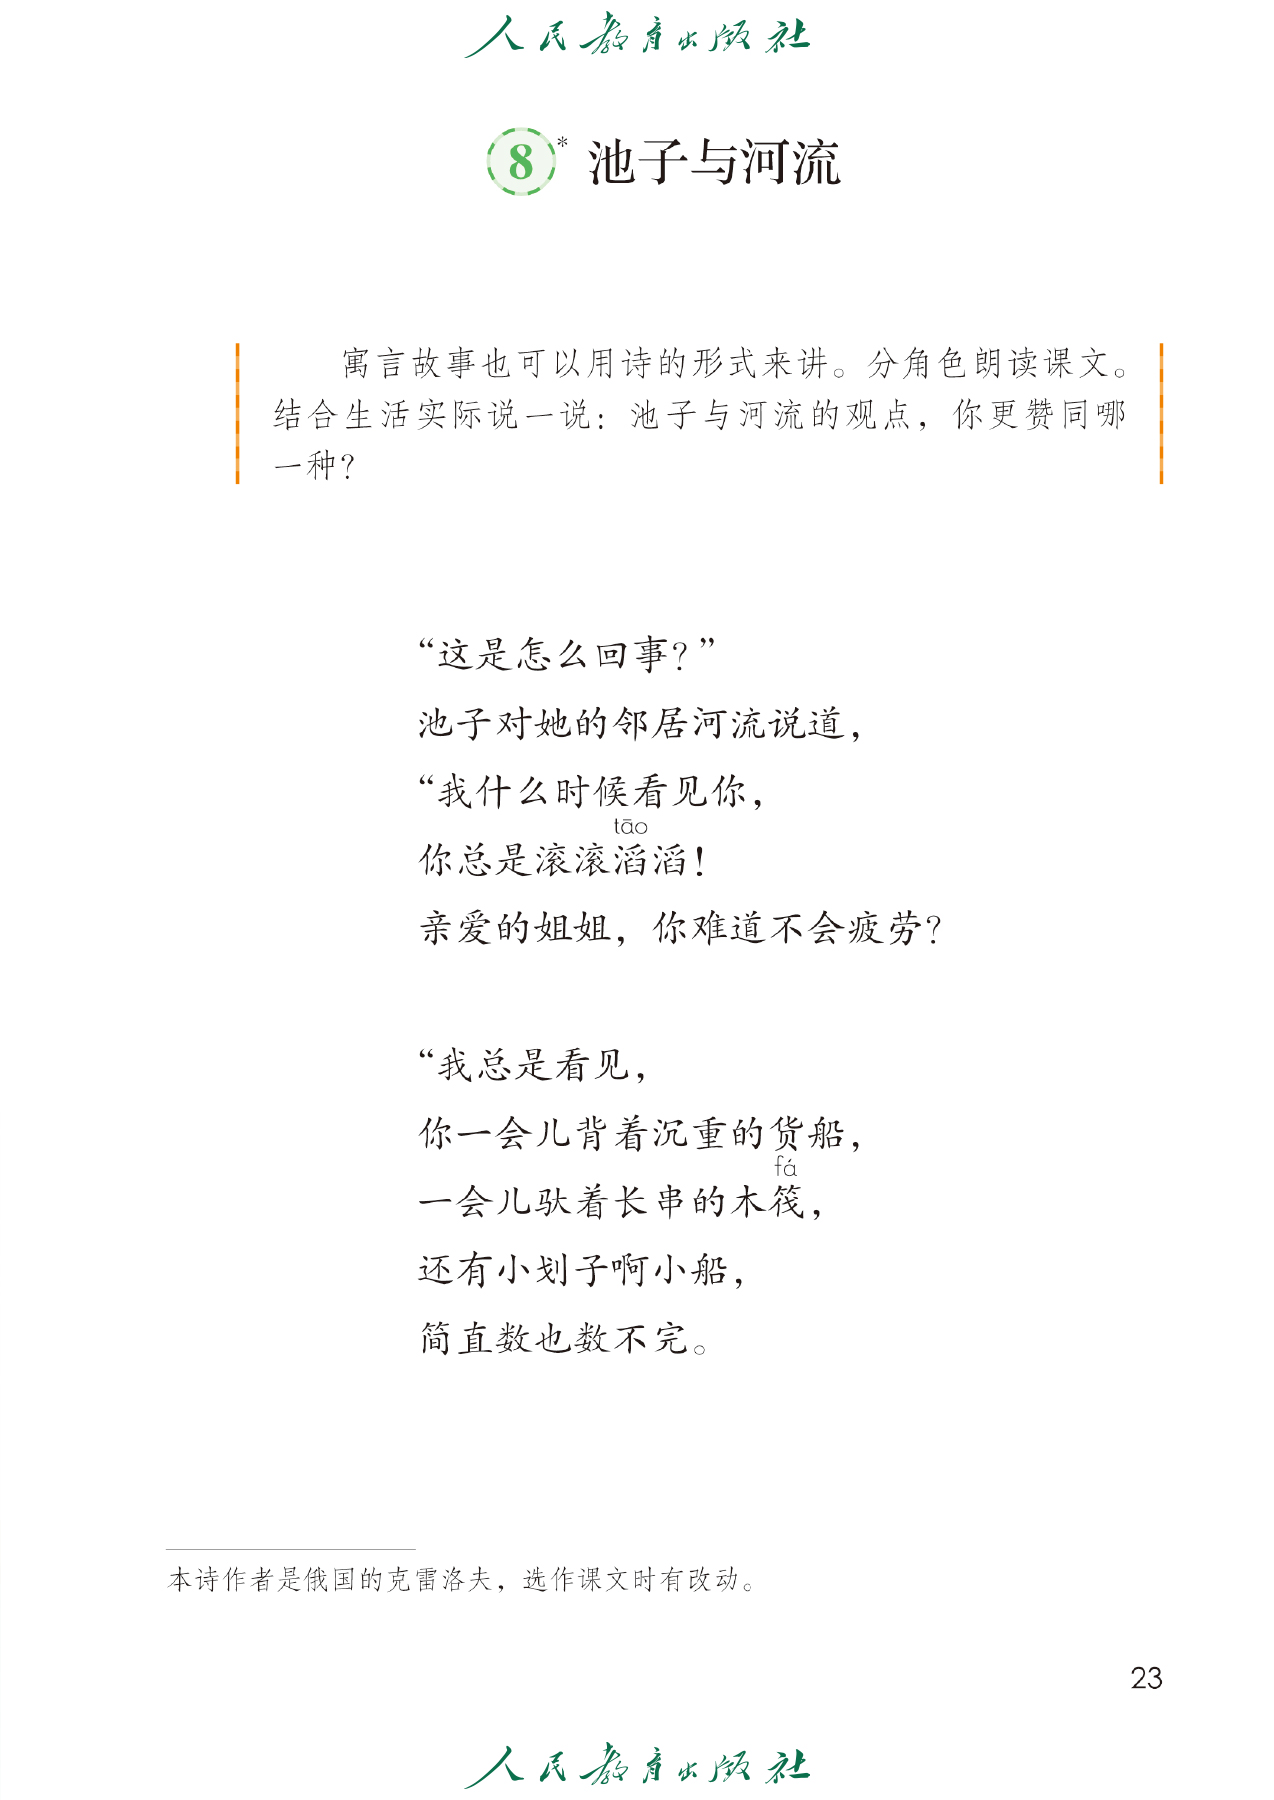 人民教育出版社
8* 池子与河流
寓言故事也可以用诗的形式来讲。分角色朗读课文。
结合生活实际说一说：池子与河流的观点，你更赞同哪
一种？
“这是怎么回事？”
池子对她的邻居河流说道，
“我什么时候看见你，
tāo
你总是滚滚滔滔！
亲爱的姐姐，你难道不会疲劳？
“我总是看见，
你一会儿背着沉重的货船，
fá
一会儿驮着长串的木筏，
还有小划子啊小船，
简直数也数不完。
本诗作者是俄国的克雷洛夫，选作课文时有改动。
23
人民教育出版社